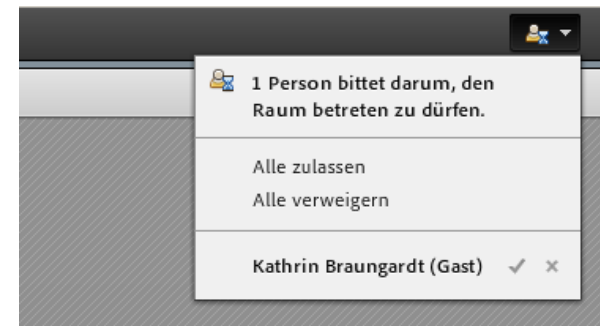 1 Person bittet darum, den
Raum betreten zu dürfen.
Alle zulassen
Alle verweigern
Kathrin Braungardt (Gast)